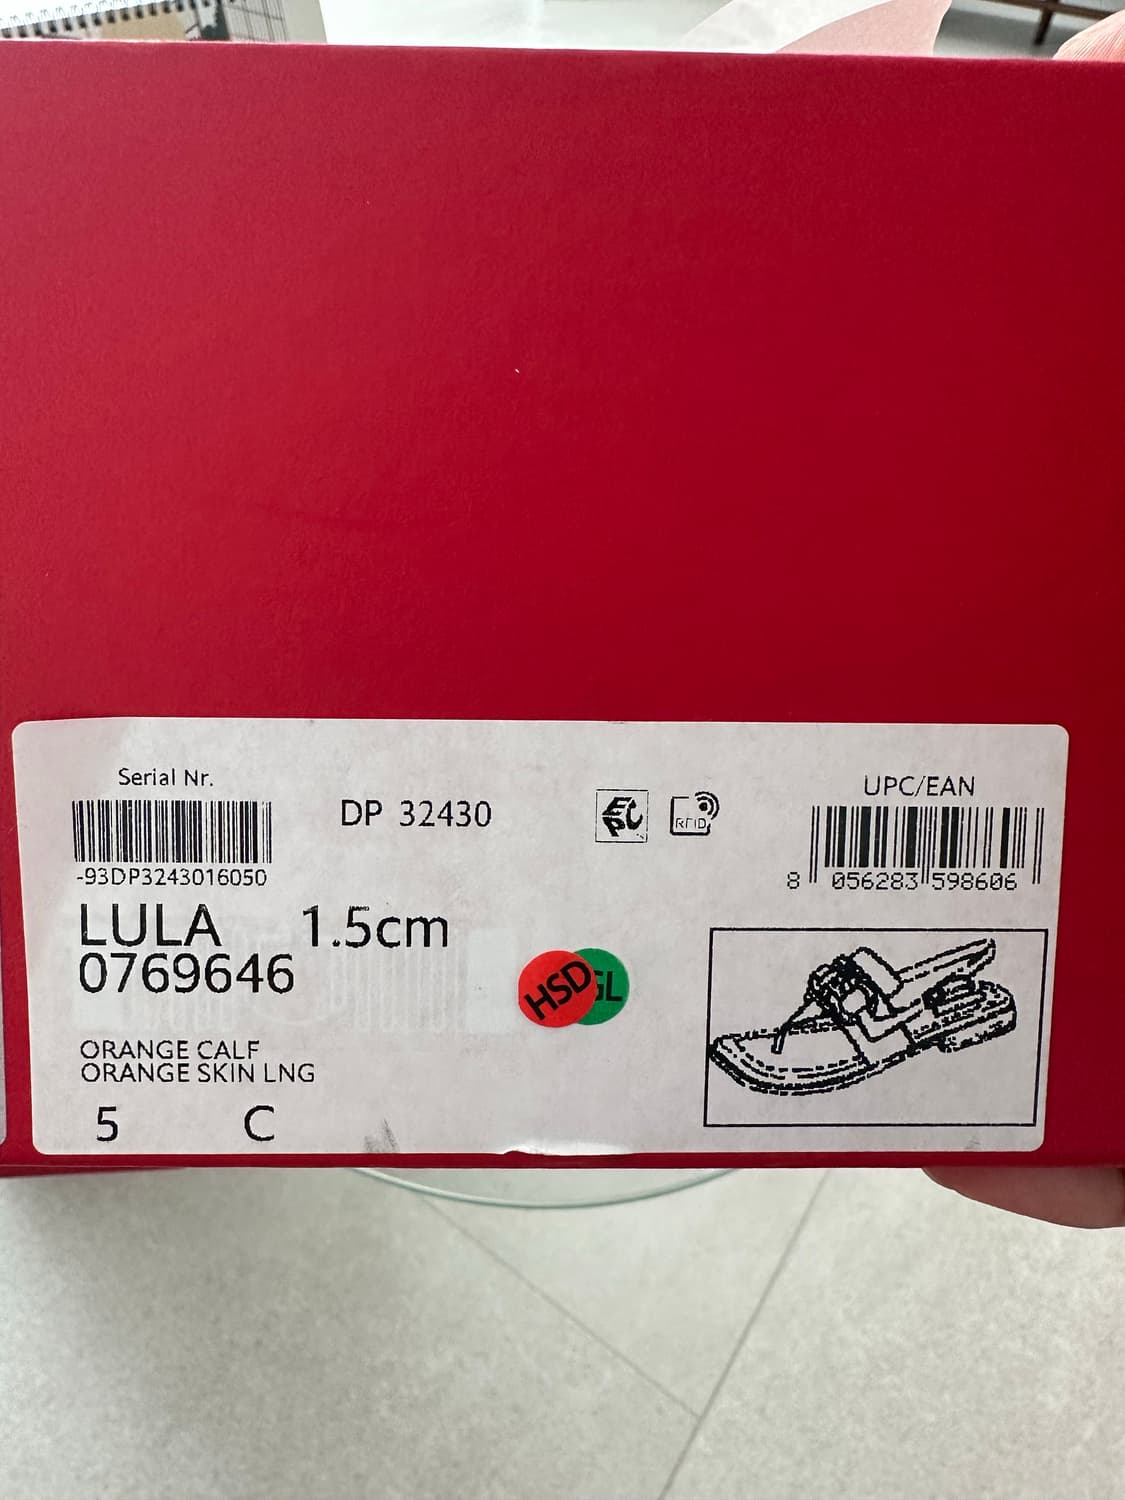 Serial Nr.
-93DP3243016050
DP 32430
EPC
RFID
UPC/EAN
8 056283 598606
LULA 1.5cm
0769646
HSD
GL
ORANGE CALF
ORANGE SKIN LNG
5 C